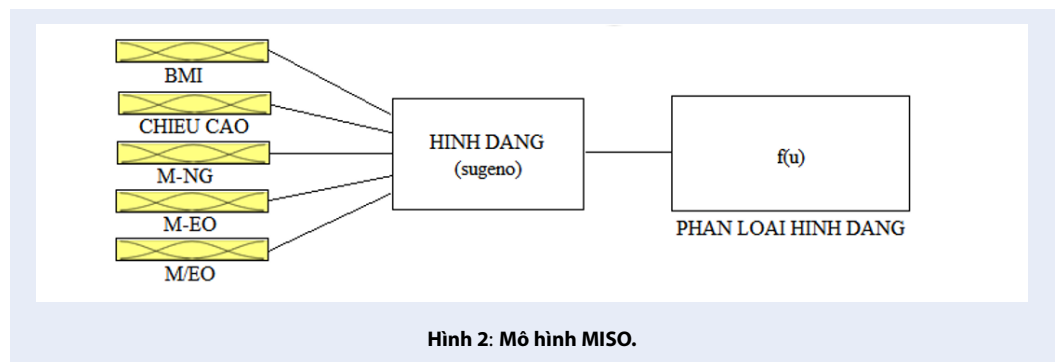 BMI
CHIEU CAO
M-NG
M-EO
M/EO
HINH DANG
(sugeno)
f(u)
PHAN LOAI HINH DANG
Hình 2: Mô hình MISO.